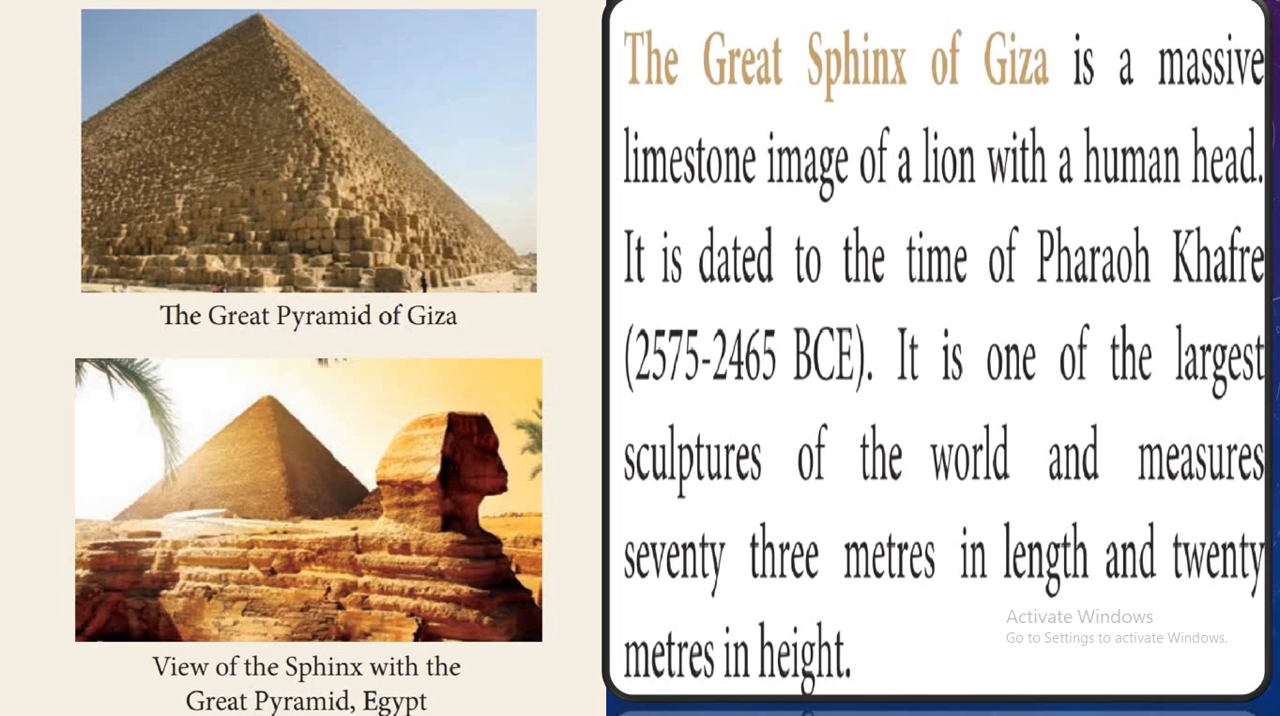 The Great Pyramid of Giza
View of the Sphinx with the
Great Pyramid, Egypt
The Great Sphinx of Giza is a massive
limestone image of a lion with a human head.
It is dated to the time of Pharaoh Khafre
(2575-2465 BCE). It is one of the largest
sculptures of the world and measures
seventy three metres in length and twenty
metres in height.
Activate Windows
Go to Settings to activate Windows.